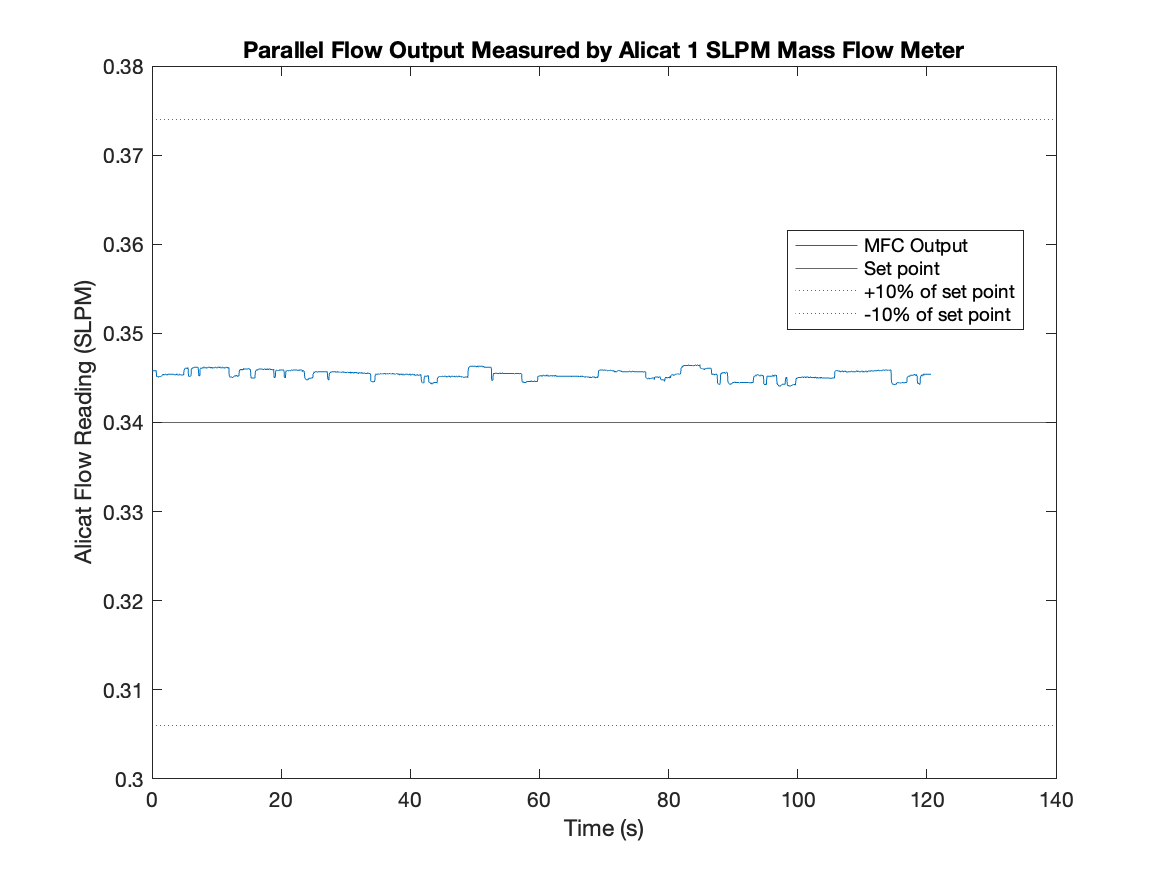 Parallel Flow Output Measured by Alicat 1 SLPM Mass Flow Meter
0.38
0.37
0.36
0.35
0.34
0.33
0.32
0.31
0.3
Alicat Flow Reading (SLPM)
MFC Output
Set point
+10% of set point
-10% of set point
0 20 40 60 80 100 120 140
Time (s)